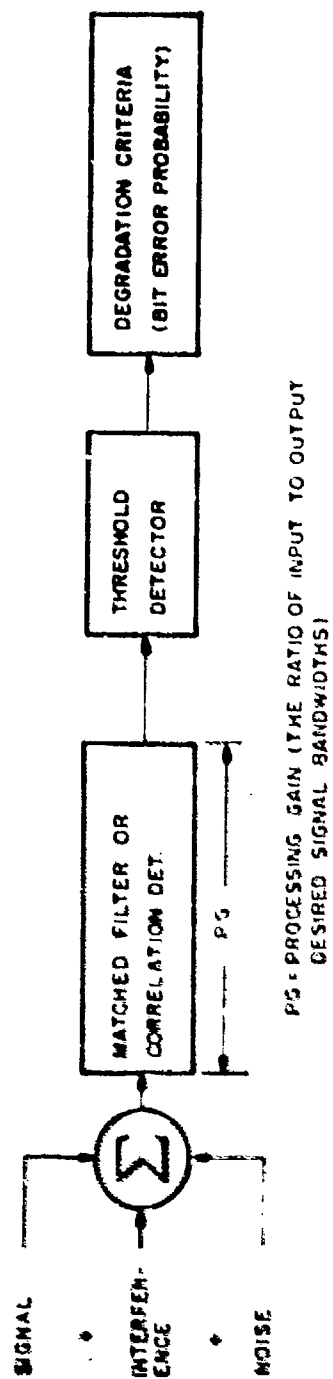 SIGNAL
+
INTERFER-
ENCE
+
NOISE
Σ
MATCHED FILTER OR
CORRELATION DET.
PG
THRESHOLD
DETECTOR
DEGRADATION CRITERIA
(BIT ERROR PROBABILITY)
PG = PROCESSING GAIN (THE RATIO OF INPUT TO OUTPUT
DESIRED SIGNAL BANDWIDTHS)